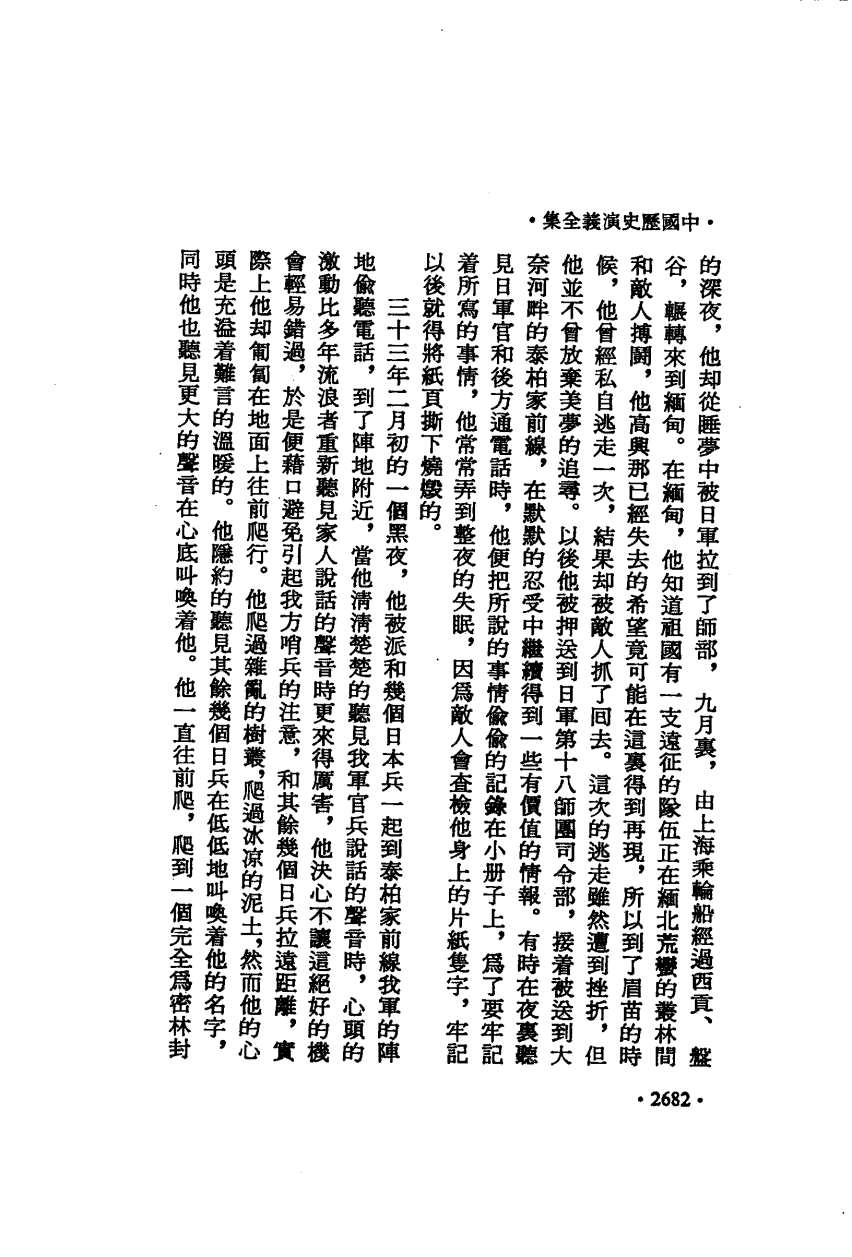 ·中國歷史演義全集·
的深夜，他却從睡夢中被日軍拉到了師部，九月裏，由上海乘輪船經過西貢、盤
谷，輾轉來到緬甸。在緬甸，他知道祖國有一支遠征的隊伍正在緬北荒蠻的叢林間
和敵人搏鬪，他高興那已經失去的希望竟可能在這裏得到再現，所以到了眉苗的時
候，他曾經私自逃走一次，結果却被敵人抓了回去。這次的逃走雖然遭到挫折，但
他並不曾放棄美夢的追尋。以後他被押送到日軍第十八師團司令部，接着被送到大
奈河畔的泰柏家前線，在默默的忍受中繼續得到一些有價值的情報。有時在夜裏聽
見日軍官和後方通電話時，他便把所說的事情偸偸的記錄在小册子上，爲了要牢記
着所寫的事情，他常常弄到整夜的失眠，因爲敵人會查檢他身上的片紙隻字，牢記
以後就得將紙頁撕下燒燬的。
三十三年二月初的一個黑夜，他被派和幾個日本兵一起到泰柏家前線我軍的陣
地偸聽電話，到了陣地附近，當他淸淸楚楚的聽見我軍官兵說話的聲音時，心頭的
激動比多年流浪者重新聽見家人說話的聲音時更來得厲害，他決心不讓這絕好的機
會輕易錯過，於是便藉口避免引起我方哨兵的注意，和其餘幾個日兵拉遠距離，實
際上他却匍匐在地面上往前爬行。他爬過雜亂的樹叢，爬過冰凉的泥土，然而他的心
頭是充溢着難言的溫暖的。他隱約的聽見其餘幾個日兵在低低地叫喚着他的名字，
同時他也聽見更大的聲音在心底叫喚着他。他一直往前爬，爬到一個完全爲密林封
·2682·